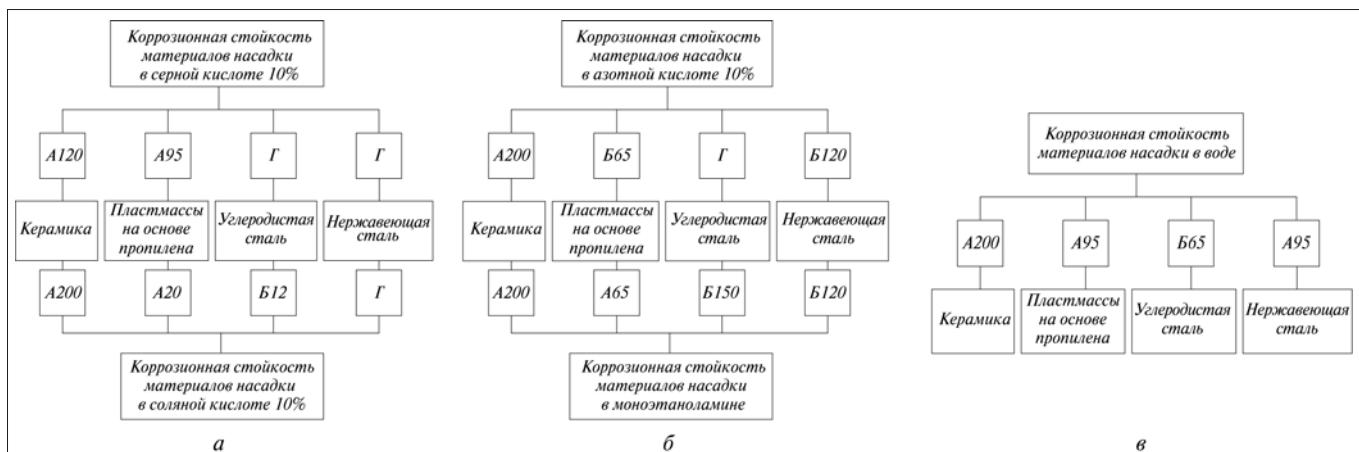 Коррозионная стойкость
материалов насадки
в серной кислоте 10%
А120
А95
Г
Г
Керамика
Пластмассы
на основе
пропилена
Углеродистая
сталь
Нержавеющая
сталь
А200
А20
Б12
Г
Коррозионная стойкость
материалов насадки
в соляной кислоте 10%
а
Коррозионная стойкость
материалов насадки
в азотной кислоте 10%
А200
Б65
Г
Б120
Керамика
Пластмассы
на основе
пропилена
Углеродистая
сталь
Нержавеющая
сталь
А200
А65
Б150
Б120
Коррозионная стойкость
материалов насадки
в моноэтаноламине
б
Коррозионная стойкость
материалов насадки в воде
А200
А95
Б65
А95
Керамика
Пластмассы
на основе
пропилена
Углеродистая
сталь
Нержавеющая
сталь
в